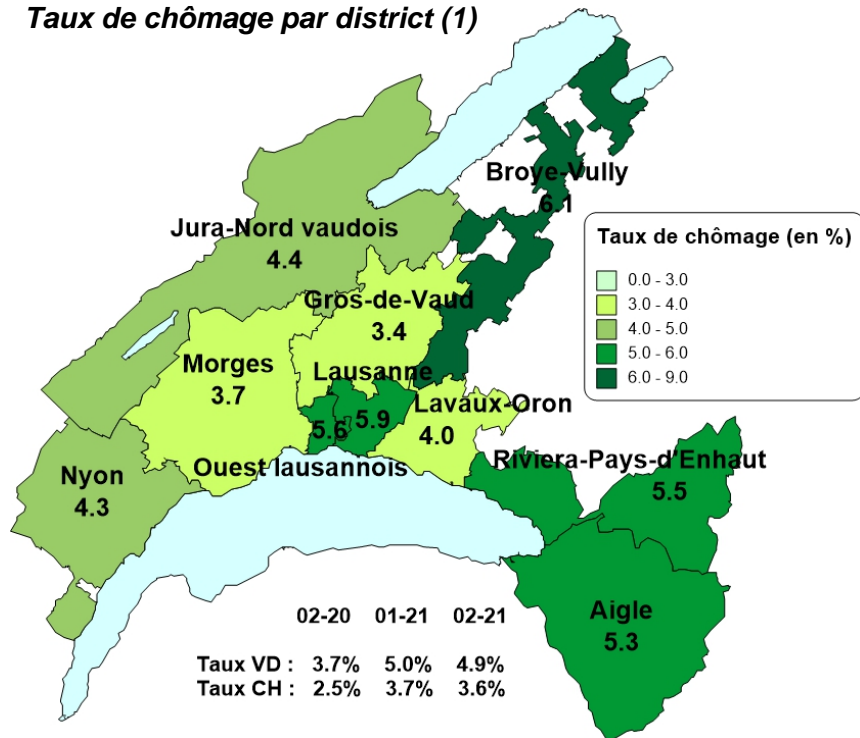 Taux de chômage par district (1)
Broye-Vully
6.1
Jura-Nord vaudois
4.4
Taux de chômage (en %)
0.0 - 3.0
3.0 - 4.0
4.0 - 5.0
5.0 - 6.0
6.0 - 9.0
Gros-de-Vaud
3.4
Morges
3.7
Lausanne
5.9
5.6
Ouest lausannois
Lavaux-Oron
4.0
Nyon
4.3
Riviera-Pays-d'Enhaut
5.5
Aigle
5.3
02-20 01-21 02-21
Taux VD : 3.7% 5.0% 4.9%
Taux CH : 2.5% 3.7% 3.6%